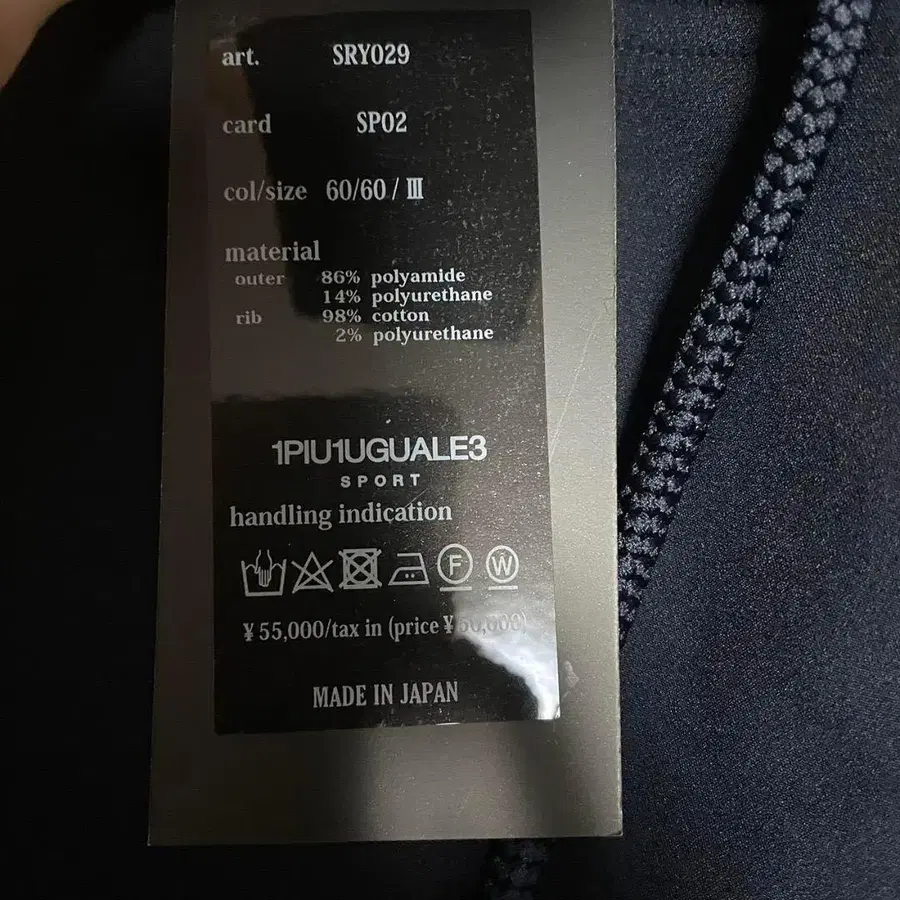 art. SRY029
card SP02
col/size 60/60 / Ⅲ
material
outer 86% polyamide
14% polyurethane
rib 98% cotton
2% polyurethane
1PIU1UGUALE3
SPORT
handling indication
F W
¥55,000/tax in (price ¥50,000)
MADE IN JAPAN